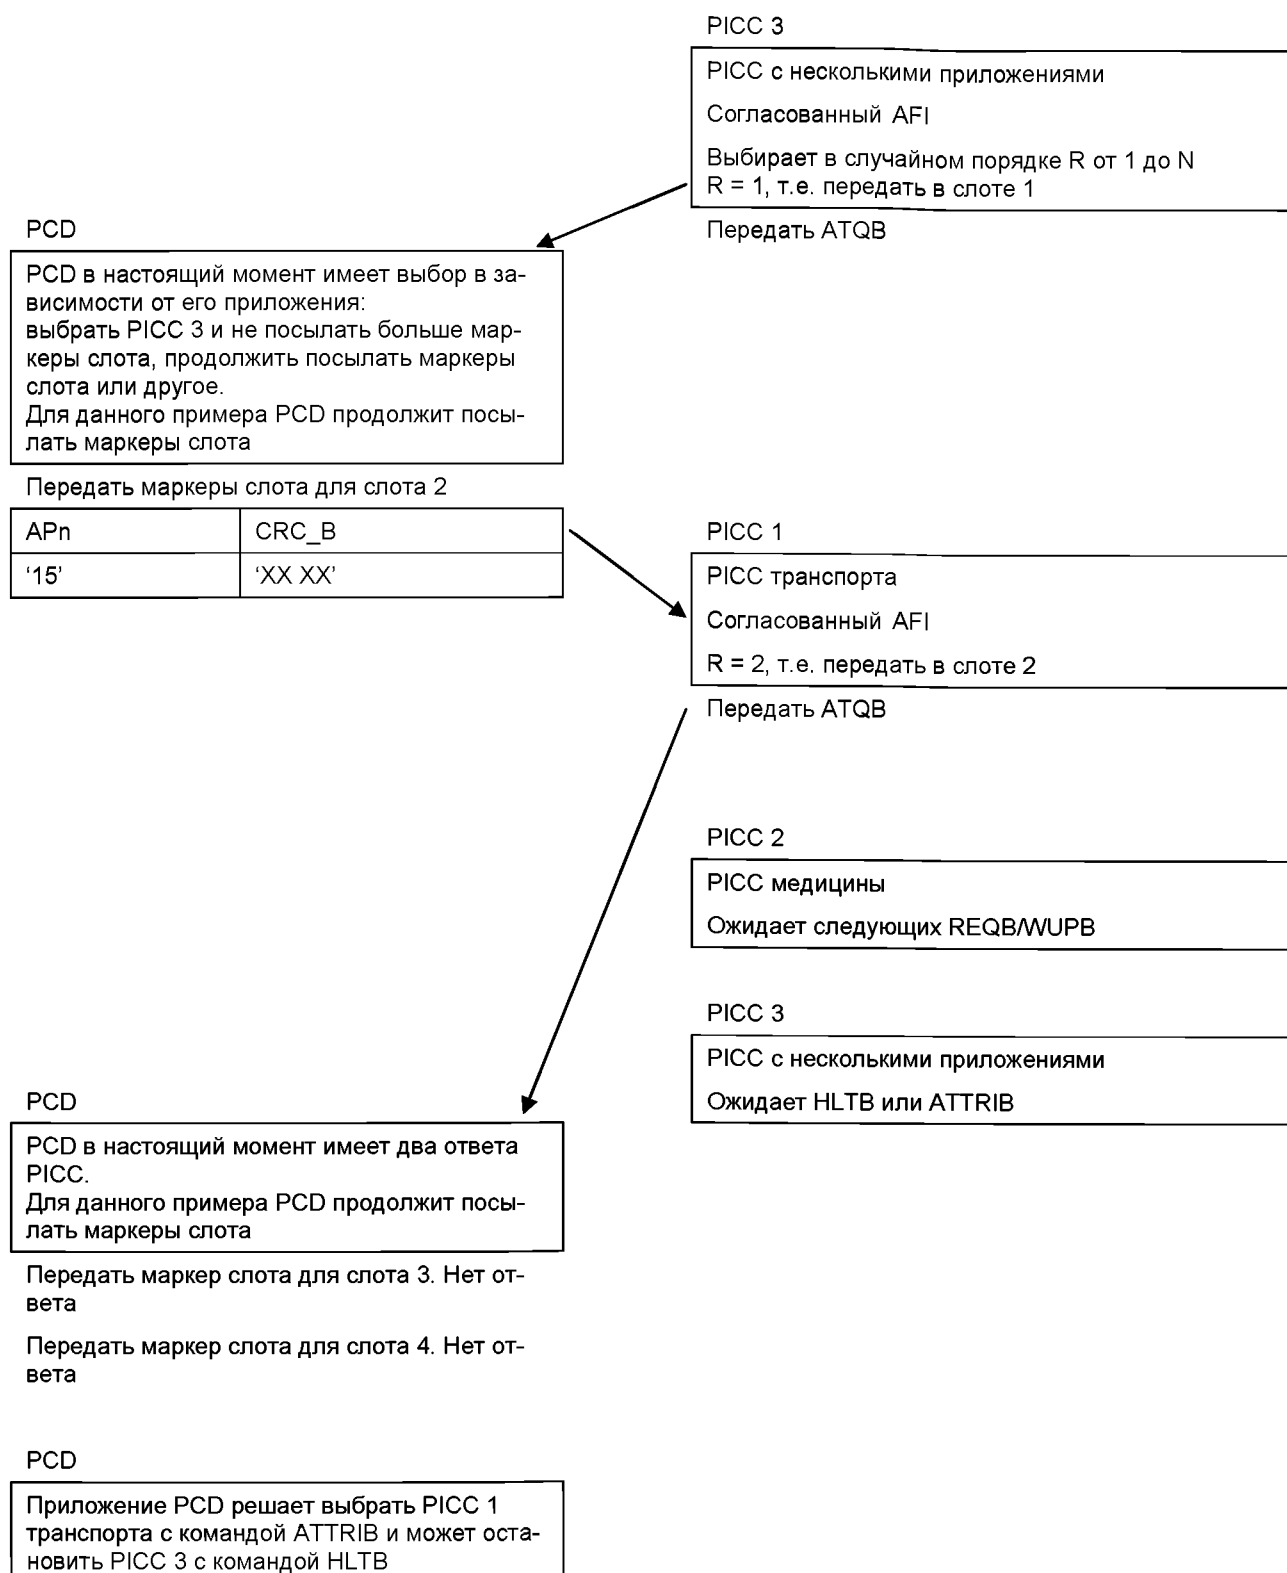 PICC 3
PICC с несколькими приложениями
Согласованный AFI
Выбирает в случайном порядке R от 1 до N
R = 1, т.е. передать в слоте 1
Передать ATQB
PCD
PCD в настоящий момент имеет выбор в за-
висимости от его приложения:
выбрать PICC 3 и не посылать больше мар-
керы слота, продолжить посылать маркеры
слота или другое.
Для данного примера PCD продолжит посы-
лать маркеры слота
Передать маркеры слота для слота 2
APn CRC_B
‘15’ ‘XX XX’
PICC 1
PICC транспорта
Согласованный AFI
R = 2, т.е. передать в слоте 2
Передать ATQB
PICC 2
PICC медицины
Ожидает следующих REQB/WUPB
PICC 3
PICC с несколькими приложениями
Ожидает HLTB или ATTRIB
PCD
PCD в настоящий момент имеет два ответа
PICC.
Для данного примера PCD продолжит посы-
лать маркеры слота
Передать маркер слота для слота 3. Нет от-
вета
Передать маркер слота для слота 4. Нет от-
вета
PCD
Приложение PCD решает выбрать PICC 1
транспорта с командой ATTRIB и может оста-
новить PICC 3 с командой HLTB